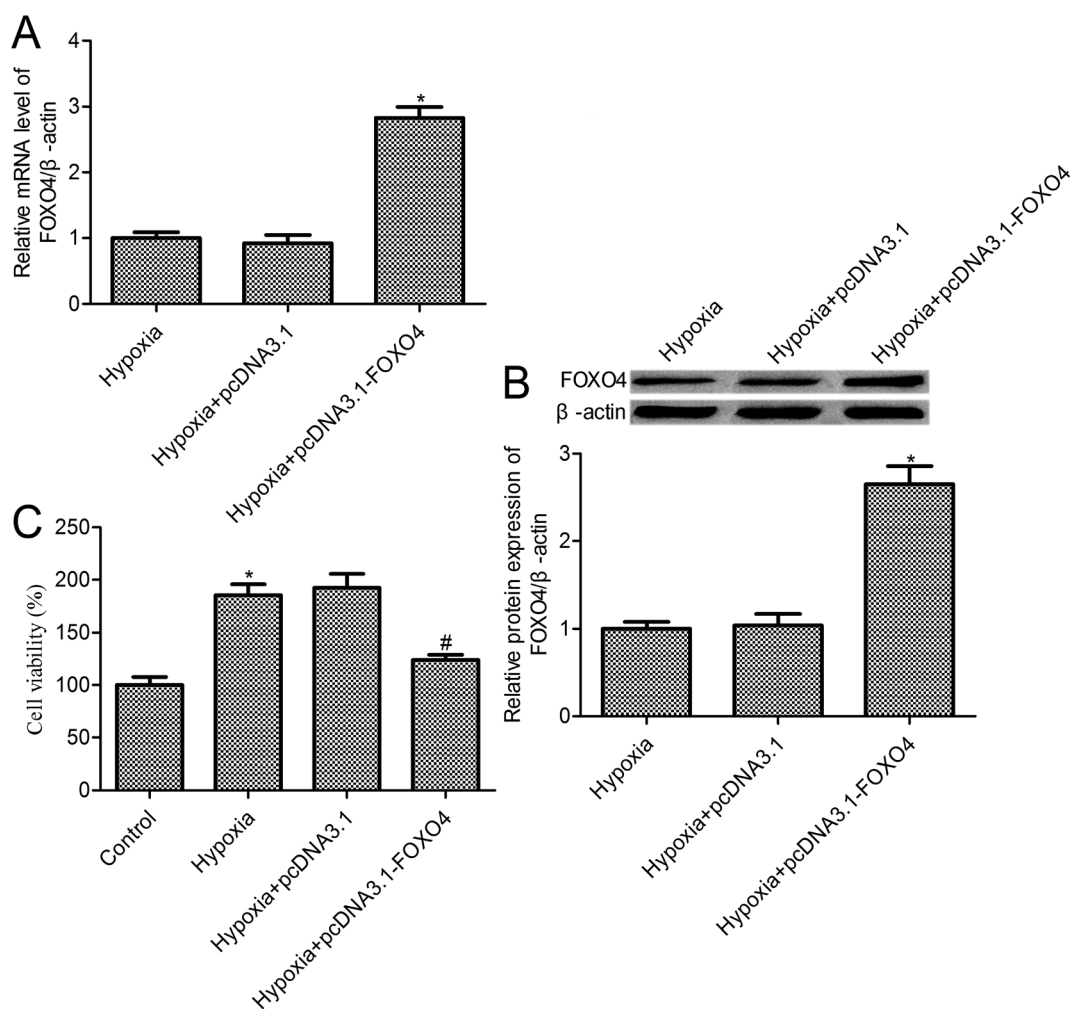 A
Relative mRNA level of
FOXO4/β -actin
4
3
2
1
0
*
Hypoxia
Hypoxia+pcDNA3.1
Hypoxia+pcDNA3.1-FOXO4
B
Hypoxia
Hypoxia+pcDNA3.1
Hypoxia+pcDNA3.1-FOXO4
FOXO4
β -actin
Relative protein expression of
FOXO4/β -actin
3
2
1
0
*
Hypoxia
Hypoxia+pcDNA3.1
Hypoxia+pcDNA3.1-FOXO4
C
Cell viability (%)
250
200
150
100
50
0
*
#
Control
Hypoxia
Hypoxia+pcDNA3.1
Hypoxia+pcDNA3.1-FOXO4